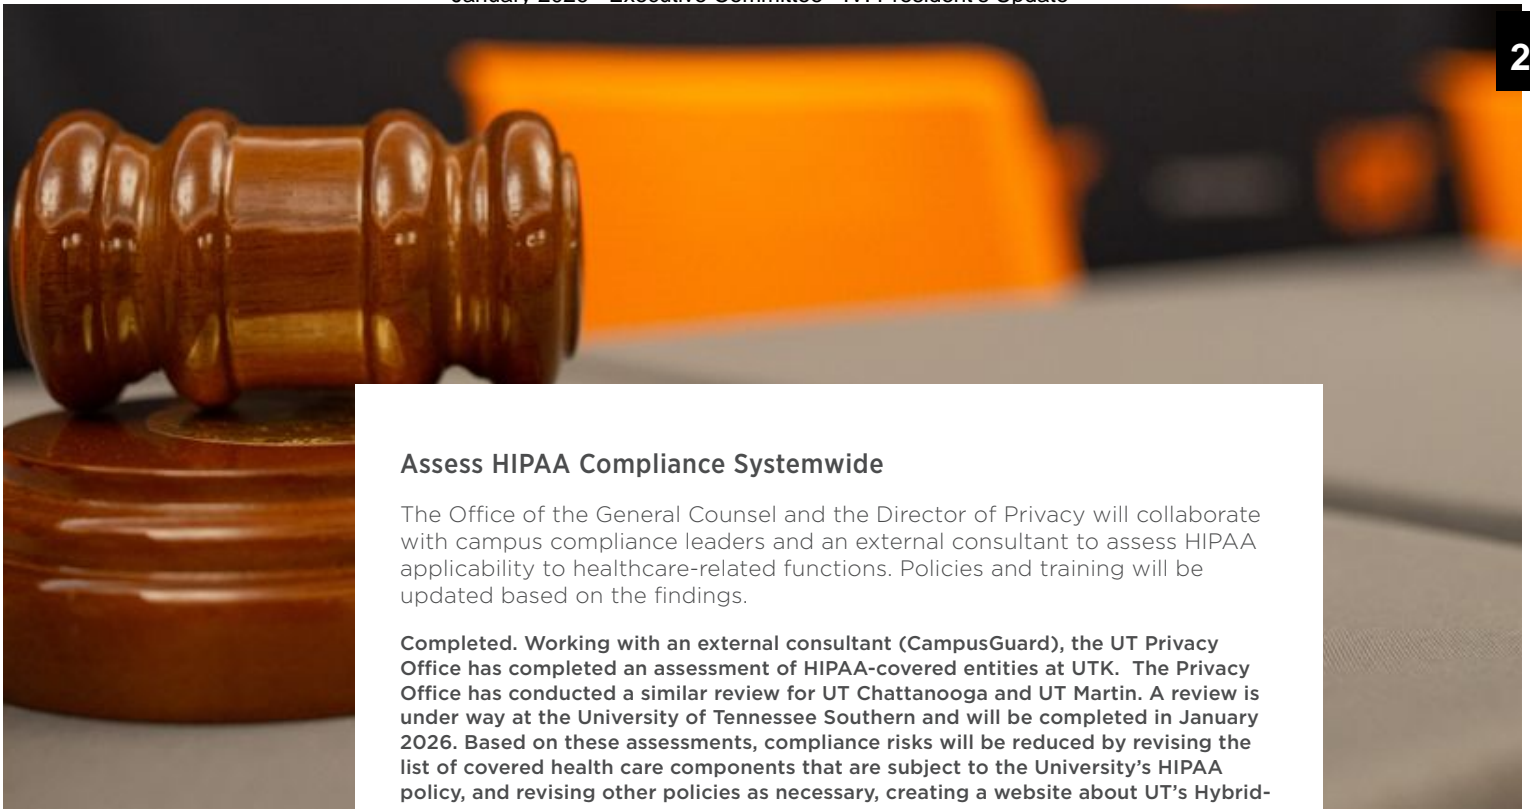 2
Assess HIPAA Compliance Systemwide
The Office of the General Counsel and the Director of Privacy will collaborate
with campus compliance leaders and an external consultant to assess HIPAA
applicability to healthcare-related functions. Policies and training will be
updated based on the findings.
Completed. Working with an external consultant (CampusGuard), the UT Privacy
Office has completed an assessment of HIPAA-covered entities at UTK.  The Privacy
Office has conducted a similar review for UT Chattanooga and UT Martin. A review is
under way at the University of Tennessee Southern and will be completed in January
2026. Based on these assessments, compliance risks will be reduced by revising the
list of covered health care components that are subject to the University’s HIPAA
policy, and revising other policies as necessary, creating a website about UT’s Hybrid-